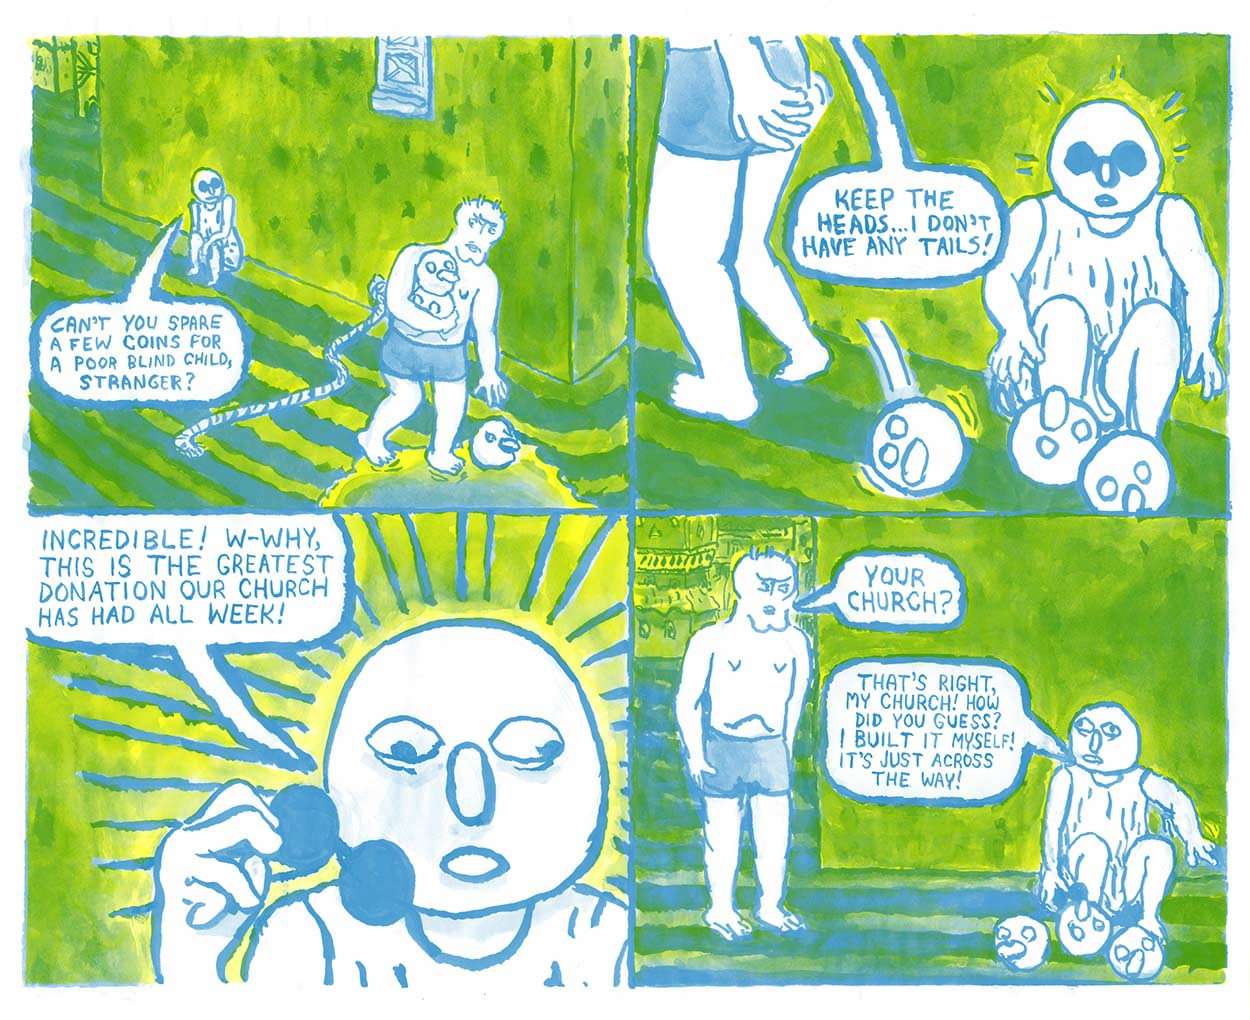 CAN'T YOU SPARE
A FEW COINS FOR
A POOR BLIND CHILD,
STRANGER?
KEEP THE
HEADS...I DON'T
HAVE ANY TAILS!
INCREDIBLE! W-WHY,
THIS IS THE GREATEST
DONATION OUR CHURCH
HAS HAD ALL WEEK!
YOUR
CHURCH?
THAT'S RIGHT,
MY CHURCH! HOW
DID YOU GUESS?
I BUILT IT MYSELF!
IT'S JUST ACROSS
THE WAY!